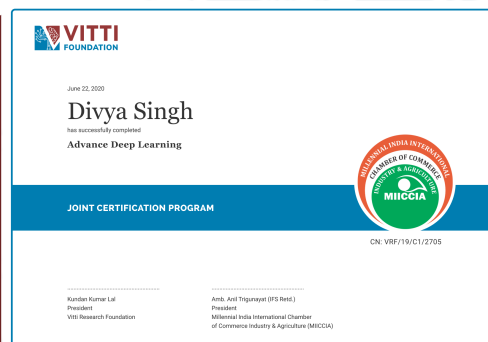 VITTI
FOUNDATION
June 22, 2020
Divya Singh
has successfully completed
Advance Deep Learning
MILLENNIAL INDIA INTERNATIONAL
CHAMBER OF COMMERCE
INDUSTRY & AGRICULTURE
MIICCIA
JOINT CERTIFICATION PROGRAM
CN: VRF/19/C1/2705
Kundan Kumar Lal
President
Vitti Research Foundation
Amb. Anil Trigunayat (IFS Retd.)
President
Millennial India International Chamber
of Commerce Industry & Agriculture (MIICCIA)